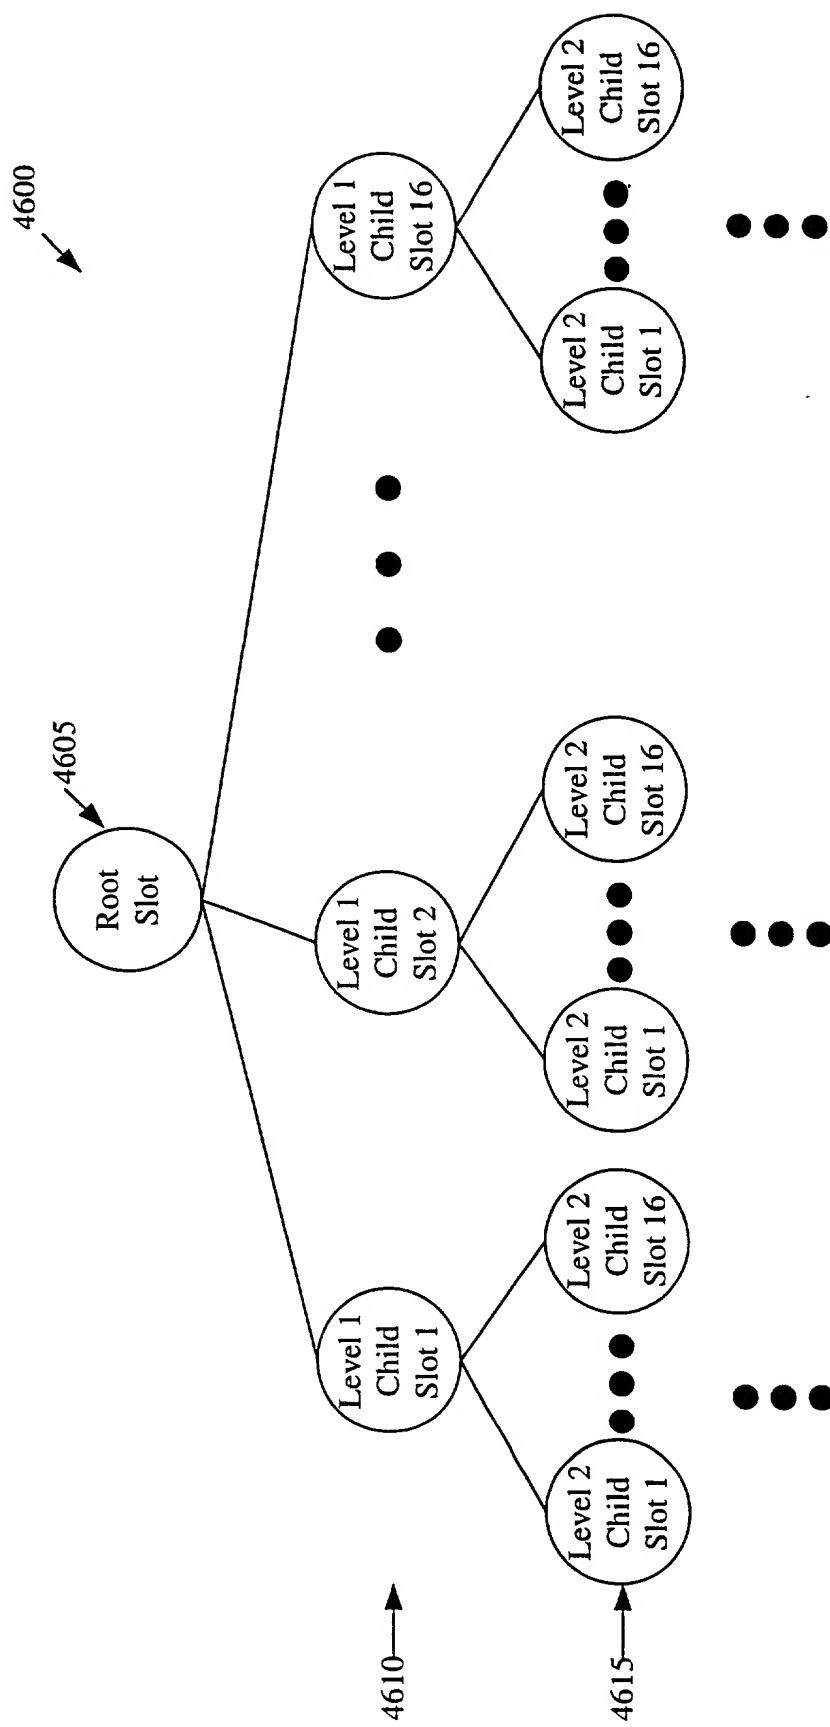 4600
4605
Root
Slot
4610
Level 1
Child
Slot 1
Level 1
Child
Slot 2
Level 1
Child
Slot 16
4615
Level 2
Child
Slot 1
Level 2
Child
Slot 16
Level 2
Child
Slot 1
Level 2
Child
Slot 16
Level 2
Child
Slot 1
Level 2
Child
Slot 16